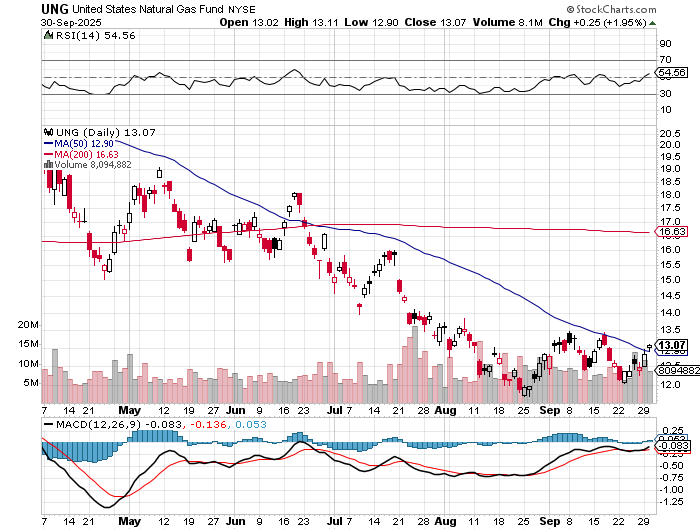 UNG United States Natural Gas Fund NYSE © StockCharts.com
30-Sep-2025 Open 13.02 High 13.11 Low 12.90 Close 13.07 Volume 8.1M Chg +0.25 (+1.95%)
RSI(14) 54.56
90
70
54.56
50
30
10
UNG (Daily) 13.07
MA(50) 12.90
MA(200) 16.63
Volume 8,094,882
20.5
20.0
19.5
19.0
18.5
18.0
17.5
17.0
16.63
16.0
15.5
15.0
14.5
14.0
13.5
13.07
12.90
12.5
12.0
20M
15M
10M
5M
8094882
7 14 21 May 12 19 27 Jun 9 16 23 Jul 7 14 21 28 Aug 11 18 25 Sep 8 15 22 29
MACD(12,26,9) -0.083, -0.136, 0.053
0.25
0.053
-0.083
-0.25
-0.50
-0.75
-1.00
-1.25
7 14 21 May 12 19 27 Jun 9 16 23 Jul 7 14 21 28 Aug 11 18 25 Sep 8 15 22 29